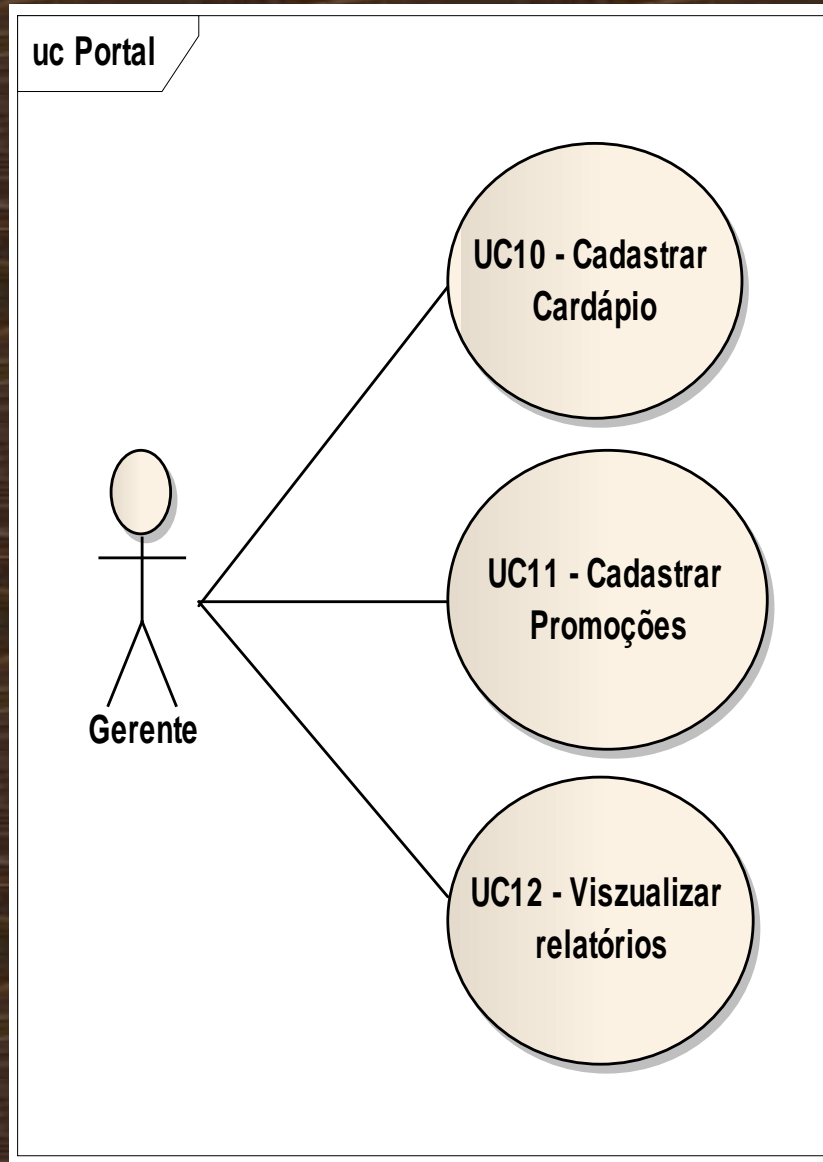 uc Portal
UC10 - Cadastrar
Cardápio
UC11 - Cadastrar
Promoções
Gerente
UC12 - Viszualizar
relatórios